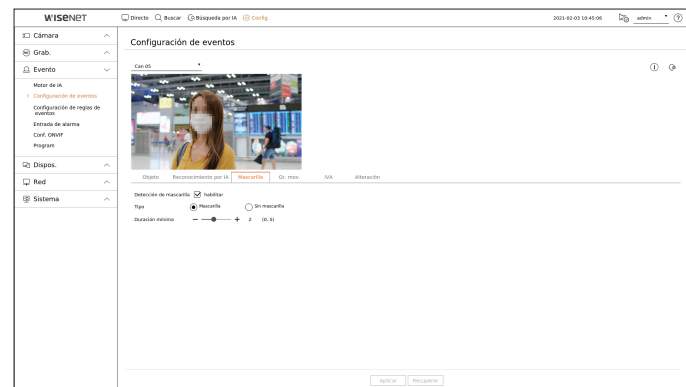 WISENET
Directo Buscar Búsqueda por IA Config
2021-02-03 10:45:06 admin
Cámara
Grab.
Evento
Motor de IA
Configuración de eventos
Configuración de reglas de
eventos
Entrada de alarma
Conf. ONVIF
Program
Dispos.
Red
Sistema
Configuración de eventos
Can 05
Objeto Reconocimiento por IA Mascarilla Gr. mov. IVA Alteración
Detección de mascarilla habilitar
Tipo Mascarilla Sin mascarilla
Duración mínima 2 (0..5)
Aplicar Recuperar